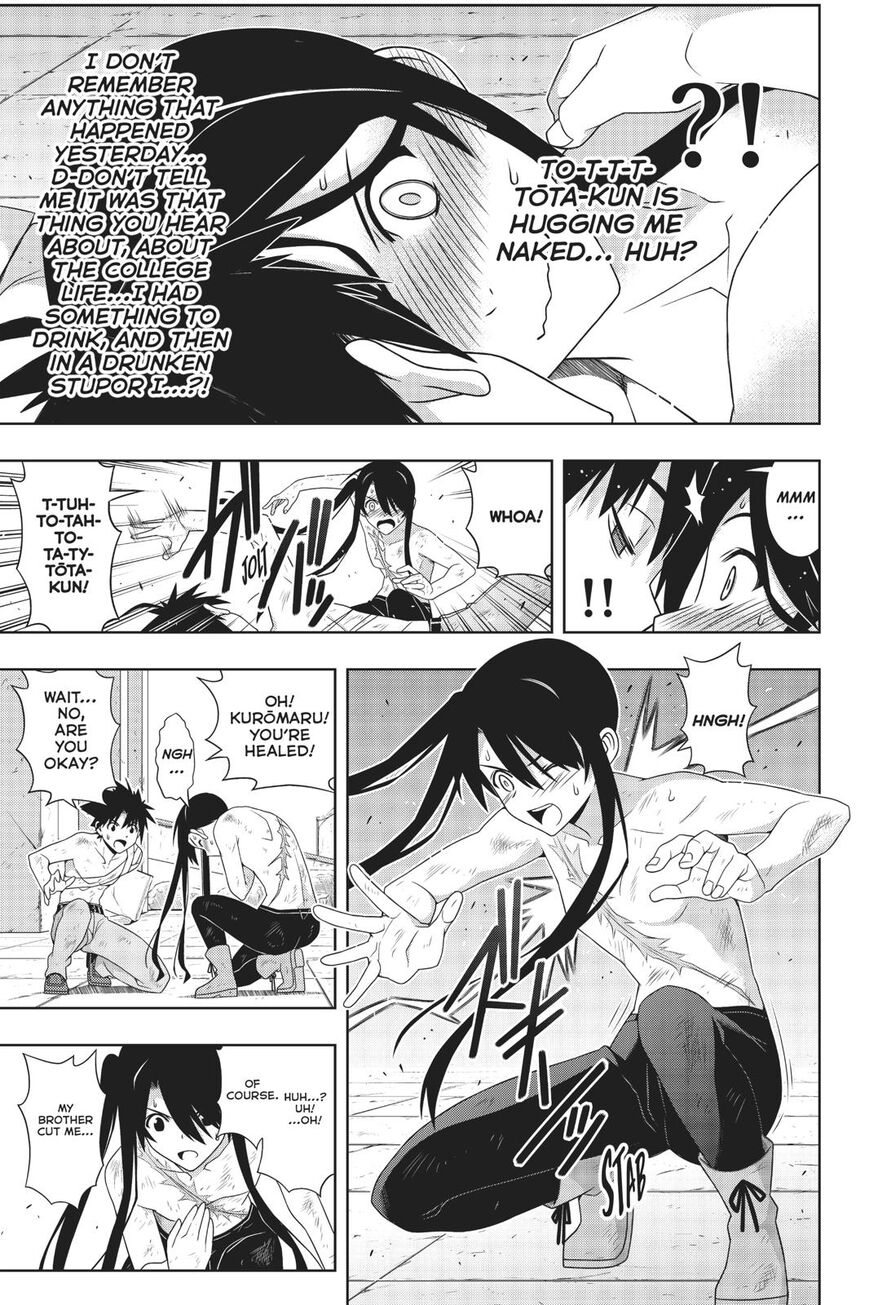 ?!
TO-T-T-T-
TŌTA-KUN IS
HUGGING ME
NAKED... HUH?
I DON'T
REMEMBER
ANYTHING THAT
HAPPENED
YESTERDAY...
D-DON'T TELL
ME IT WAS THAT
THING YOU HEAR
ABOUT, ABOUT
THE COLLEGE
LIFE...I HAD
SOMETHING TO
DRINK, AND THEN
IN A DRUNKEN
STUPOR I....?!
MMM
...
!!
WHOA!
JOLT
T-TUH-
TO-TAH-
TO-
TA-TY-
TŌTA-
KUN!
HNGH!
ズギッ
STAB
OH!
KURŌMARU!
YOU'RE
HEALED!
NGH
...
WAIT...
NO,
ARE
YOU
OKAY?
HUH...?
UH!
...OH!
OF
COURSE.
MY
BROTHER
CUT ME...